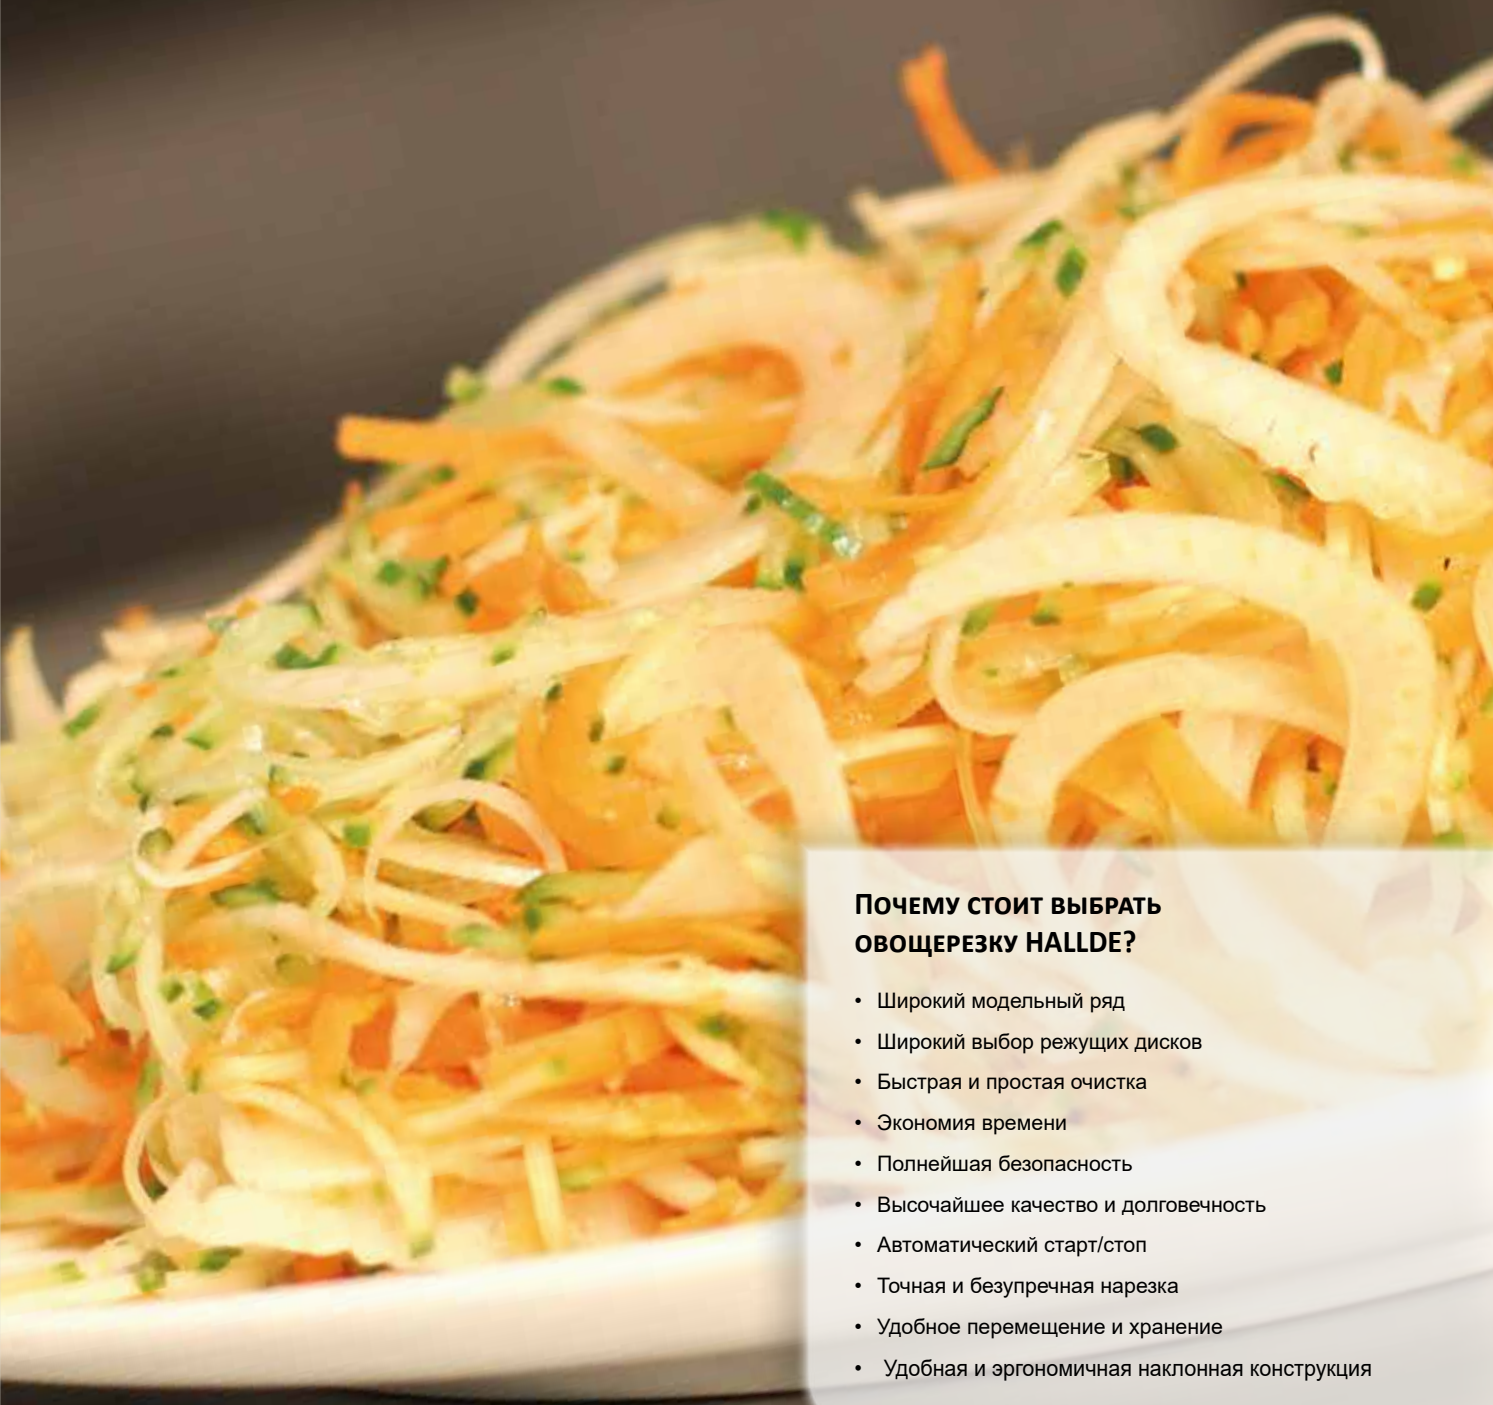 Почему стоит выбрать
овощерезку HALLDE?
• Широкий модельный ряд
• Широкий выбор режущих дисков
• Быстрая и простая очистка
• Экономия времени
• Полнейшая безопасность
• Высочайшее качество и долговечность
• Автоматический старт/стоп
• Точная и безупречная нарезка
• Удобное перемещение и хранение
• Удобная и эргономичная наклонная конструкция